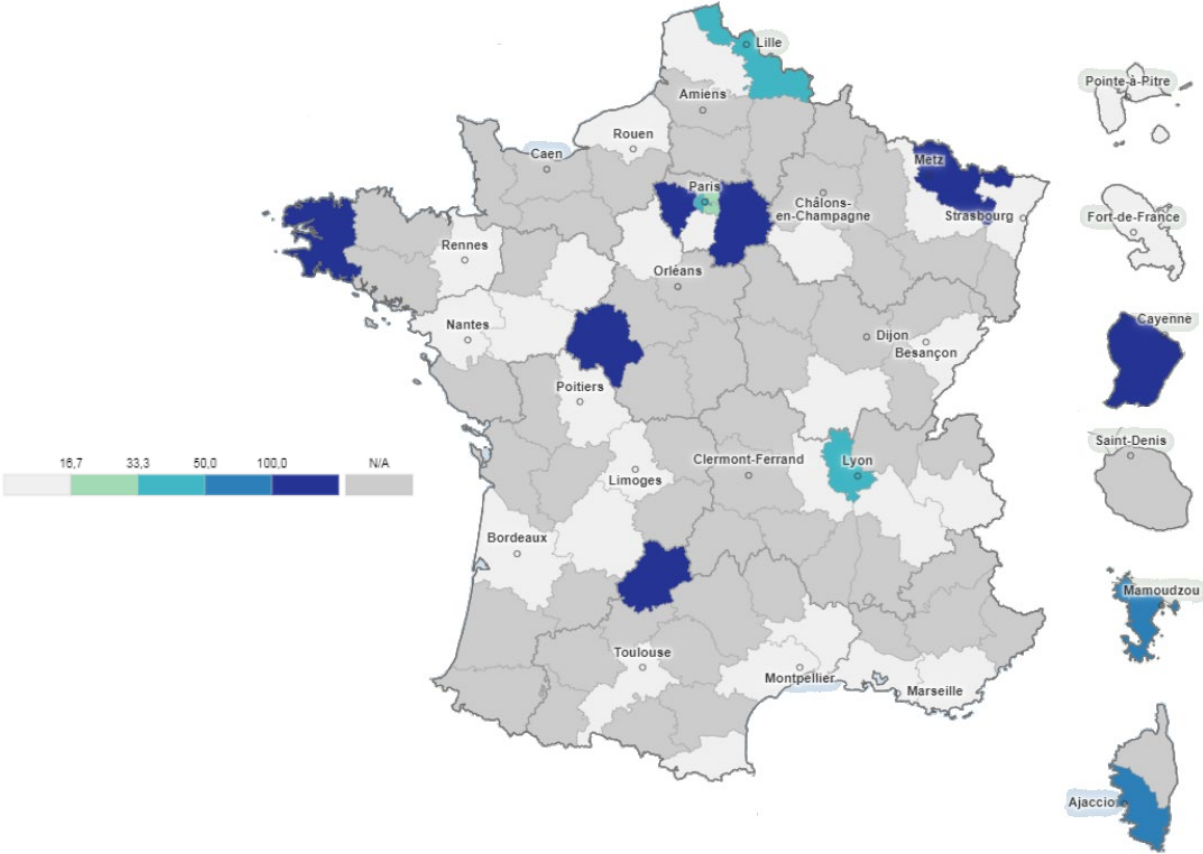 Lille
Pointe-à-Pitre
Amiens
Rouen
Caen
Metz
Paris
Châlons-
en-Champagne
Strasbourg
Fort-de-France
Rennes
Orléans
Nantes
Dijon
Besançon
Cayenne
Poitiers
Saint-Denis
16,7 33,3 50,0 100,0 N/A
Clermont-Ferrand
Lyon
Limoges
Bordeaux
Mamoudzou
Toulouse
Montpellier
Marseille
Ajaccio